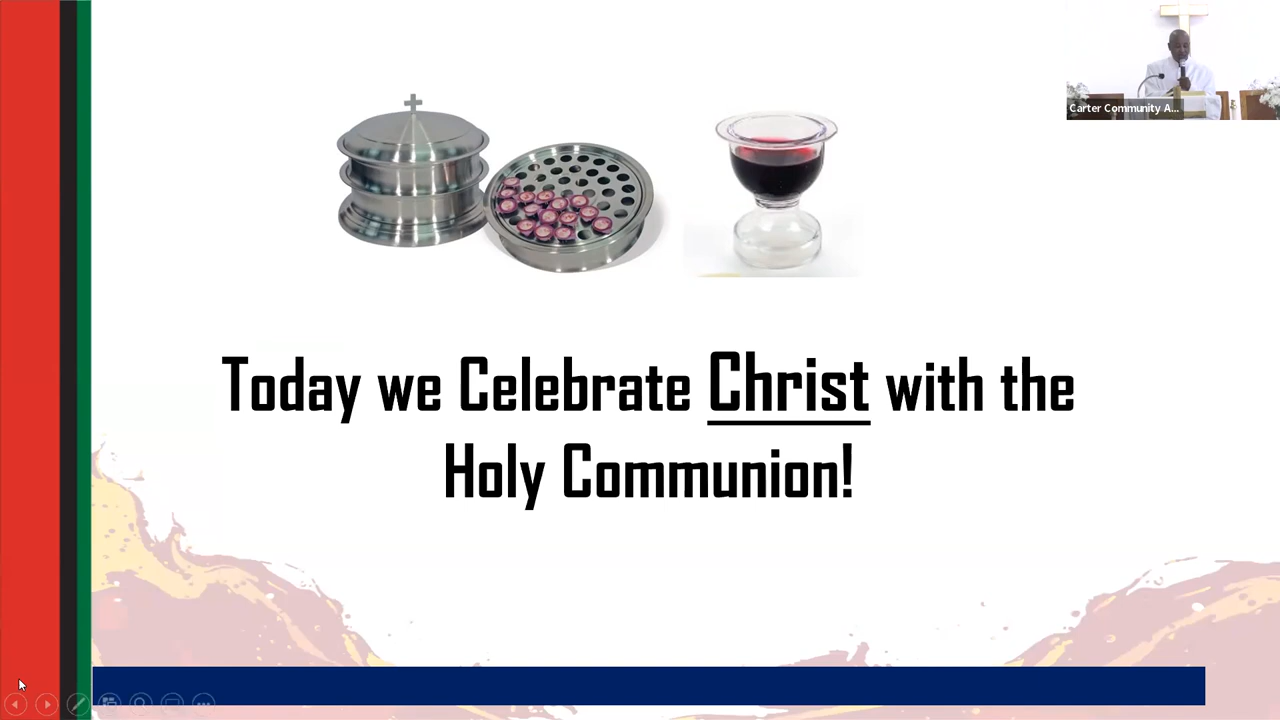 Carter Community A...
Today we Celebrate Christ with the
Holy Communion!